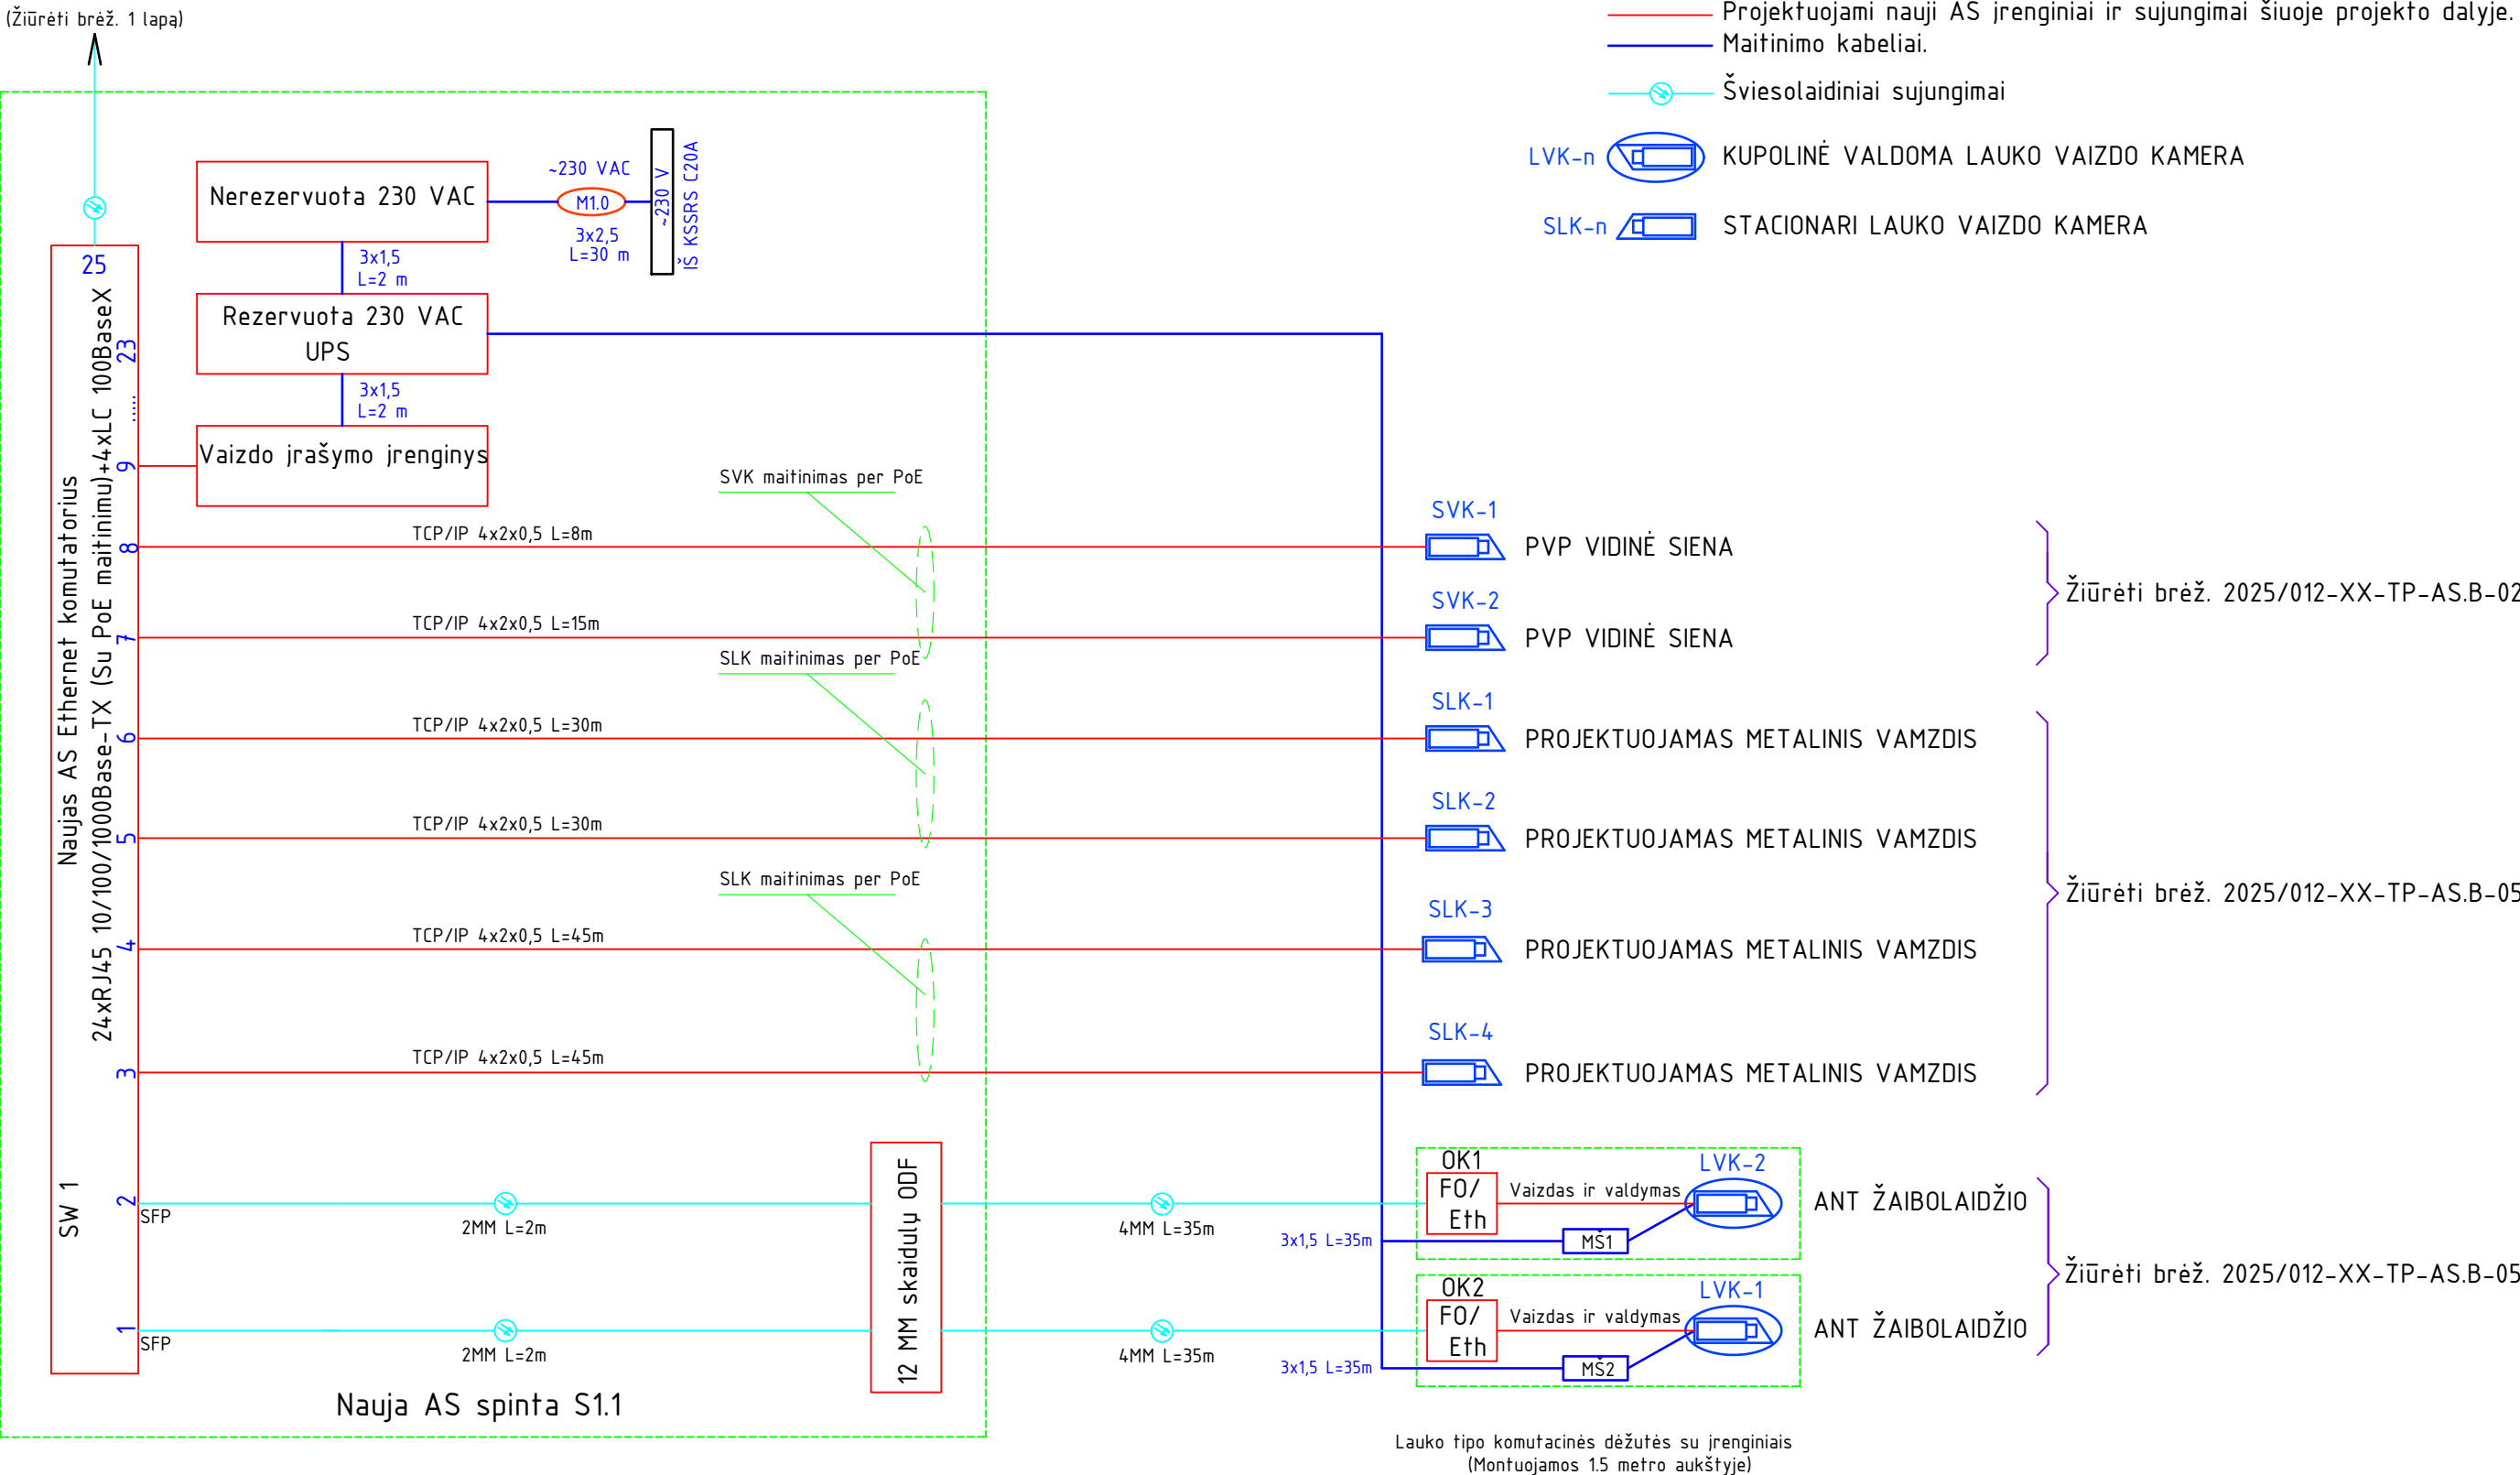 (Žiūrėti brėž. 1 lapą)
Projektuojami nauji AS įrenginiai ir sujungimai šiuoje projekto dalyje.
Maitinimo kabeliai.
Šviesolaidiniai sujungimai
LVK-n
KUPOLINĖ VALDOMA LAUKO VAIZDO KAMERA
SLK-n
STACIONARI LAUKO VAIZDO KAMERA
Nerezervuota 230 VAC
~230 VAC
M1.0
3x2,5
L=30 m
~230 V
IŠ KSSRS C20A
3x1,5
L=2 m
Rezervuota 230 VAC
UPS
3x1,5
L=2 m
Vaizdo įrašymo įrenginys
25
23
.....
9
8
7
6
5
4
3
2
1
Naujas AS Ethernet komutatorius
24xRJ45 10/100/1000Base-TX (Su PoE maitinimu)+4xLC 100BaseX
SW 1
SVK maitinimas per PoE
TCP/IP 4x2x0,5 L=8m
SVK-1
PVP VIDINĖ SIENA
TCP/IP 4x2x0,5 L=15m
SVK-2
PVP VIDINĖ SIENA
Žiūrėti brėž. 2025/012-XX-TP-AS.B-02
SLK maitinimas per PoE
TCP/IP 4x2x0,5 L=30m
SLK-1
PROJEKTUOJAMAS METALINIS VAMZDIS
TCP/IP 4x2x0,5 L=30m
SLK-2
PROJEKTUOJAMAS METALINIS VAMZDIS
SLK maitinimas per PoE
TCP/IP 4x2x0,5 L=45m
SLK-3
PROJEKTUOJAMAS METALINIS VAMZDIS
TCP/IP 4x2x0,5 L=45m
SLK-4
PROJEKTUOJAMAS METALINIS VAMZDIS
Žiūrėti brėž. 2025/012-XX-TP-AS.B-05
SFP
2MM L=2m
12 MM skaidulų ODF
4MM L=35m
OK1
FO/
Eth
Vaizdas ir valdymas
LVK-2
3x1,5 L=35m
MŠ1
ANT ŽAIBOLAIDŽIO
SFP
2MM L=2m
4MM L=35m
OK2
FO/
Eth
Vaizdas ir valdymas
LVK-1
3x1,5 L=35m
MŠ2
ANT ŽAIBOLAIDŽIO
Žiūrėti brėž. 2025/012-XX-TP-AS.B-05
Nauja AS spinta S1.1
Lauko tipo komutacinės dėžutės su įrenginiais
(Montuojamos 1.5 metro aukštyje)